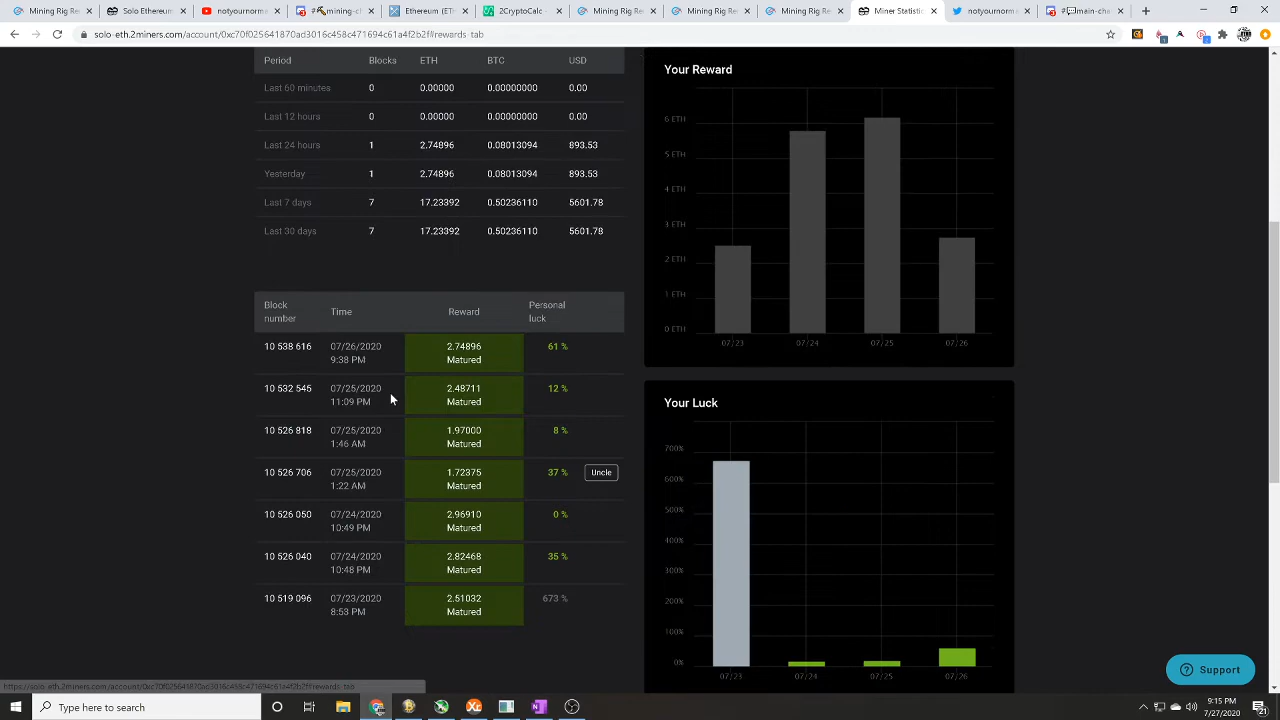 Mining Rig Re
Solo Ethereum
notyournorm
mining-cl
Ethereum (ET
2CryptoCalc
Mining Rig Re
Mining Rig Re
Mining Rig Re
Miner Statistic
notyournorma
main-cha
solo-eth.2miners.com/account/0xc70f025641870ad3016c458c471694c61a4f2b2f#rewards-tab
Period Blocks ETH BTC USD
Last 60 minutes 0 0.00000 0.00000000 0.00
Last 12 hours 0 0.00000 0.00000000 0.00
Last 24 hours 1 2.74896 0.08013094 893.53
Yesterday 1 2.74896 0.08013094 893.53
Last 7 days 7 17.23392 0.50236110 5601.78
Last 30 days 7 17.23392 0.50236110 5601.78
Block number Time Reward Personal luck
10 538 616 07/26/2020 9:38 PM 2.74896 Matured 61 %
10 532 545 07/25/2020 11:09 PM 2.48711 Matured 12 %
10 526 818 07/25/2020 1:46 AM 1.97000 Matured 8 %
10 526 706 07/25/2020 1:22 AM 1.72375 Matured 37 % Uncle
10 526 050 07/24/2020 10:49 PM 2.96910 Matured 0 %
10 526 040 07/24/2020 10:48 PM 2.82468 Matured 35 %
10 519 096 07/23/2020 8:53 PM 2.51032 Matured 673 %
Your Reward
6 ETH
5 ETH
4 ETH
3 ETH
2 ETH
1 ETH
0 ETH
07/23 07/24 07/25 07/26
Your Luck
700%
600%
500%
400%
300%
200%
100%
0%
07/23 07/24 07/25 07/26
Support
Type here to search
9:15 PM
7/27/2020